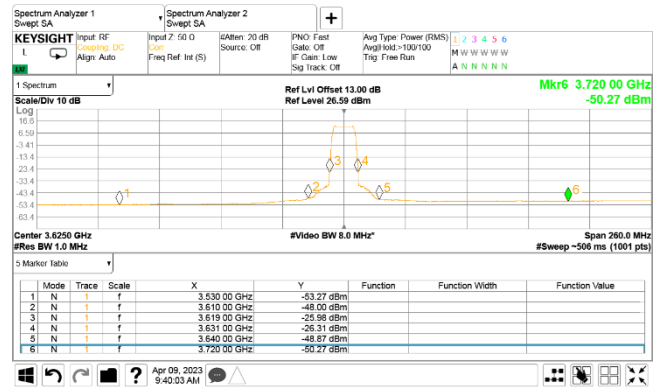 Spectrum Analyzer 1
Swept SA
Spectrum Analyzer 2
Swept SA
KEYSIGHT Input: RF Input Z: 50 Ω #Atten: 20 dB PNO: Fast Avg Type: Power (RMS) 1 2 3 4 5 6
L Coupling: DC Corr Source: Off Gate: Off Avg|Hold:>100/100 M W W W W W
Align: Auto Freq Ref: Int (S) IF Gain: Low Trig: Free Run
Sig Track: Off A N N N N N
1 Spectrum
Scale/Div 10 dB
Ref Lvl Offset 13.00 dB
Ref Level 26.59 dBm
Mkr6 3.720 00 GHz
-50.27 dBm
Log
16.6
6.59
-3.41
-13.4
-23.4
-33.4
-43.4
-53.4
-63.4
1
2
3
4
5
6
Center 3.6250 GHz #Video BW 8.0 MHz* Span 260.0 MHz
#Res BW 1.0 MHz #Sweep ~506 ms (1001 pts)
5 Marker Table
Mode Trace Scale X Y Function Function Width Function Value
1 N 1 f 3.530 00 GHz -53.27 dBm
2 N 1 f 3.610 00 GHz -48.00 dBm
3 N 1 f 3.619 00 GHz -25.98 dBm
4 N 1 f 3.631 00 GHz -26.31 dBm
5 N 1 f 3.640 00 GHz -48.87 dBm
6 N 1 f 3.720 00 GHz -50.27 dBm
? Apr 09, 2023
9:40:03 AM